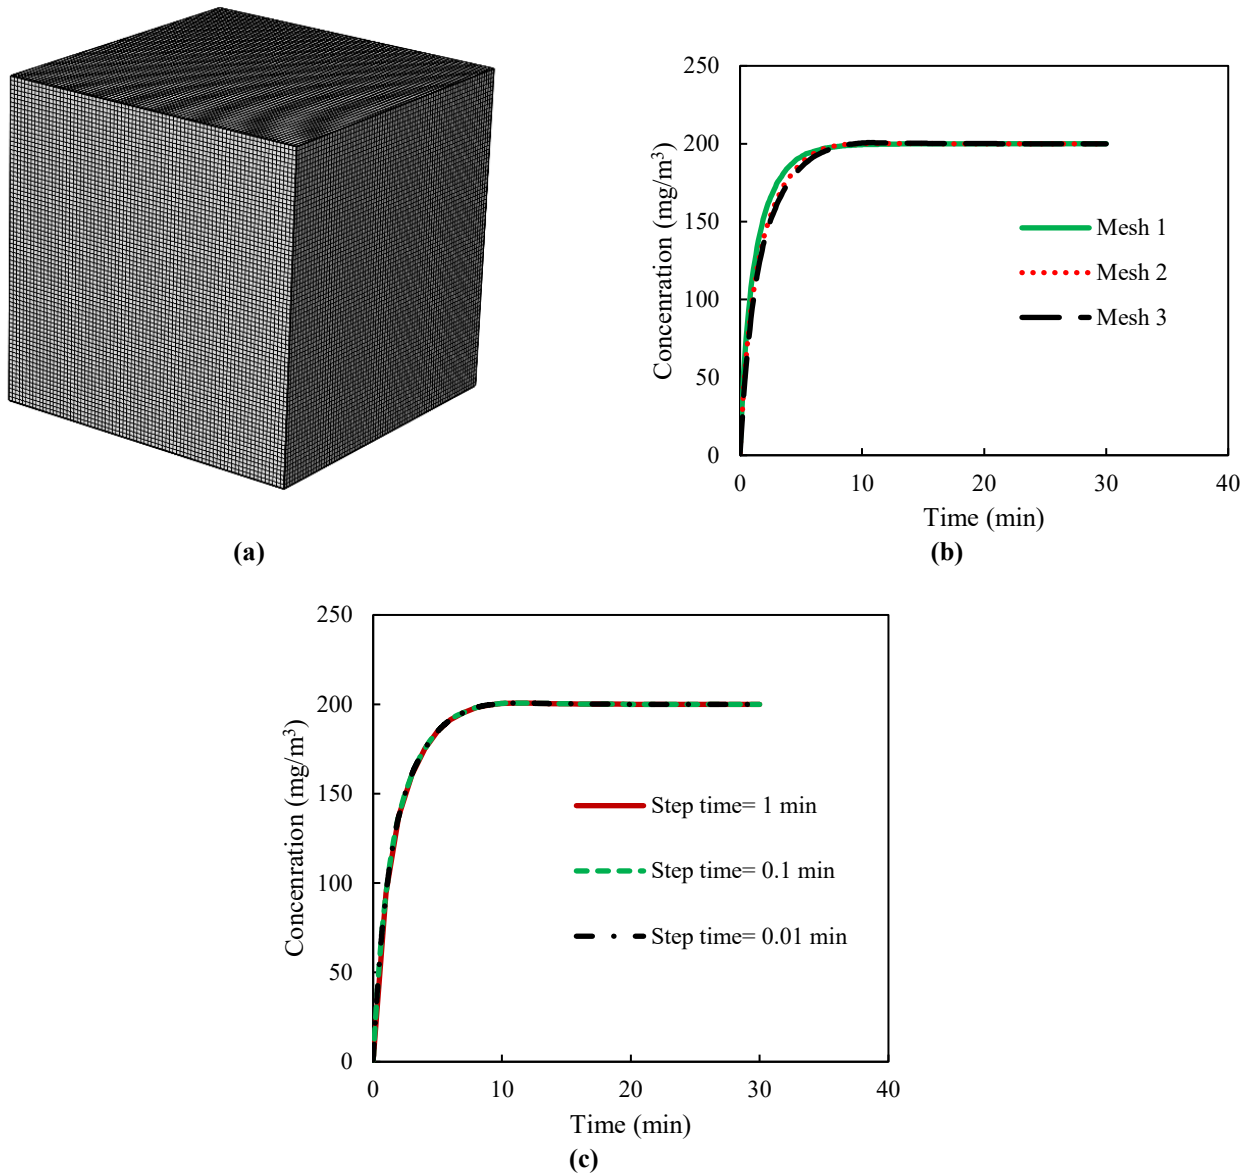 (a)
250
200
150
100
50
0
0 10 20 30 40
Concenration (mg/m³)
Time (min)
Mesh 1
Mesh 2
Mesh 3
(b)
250
200
150
100
50
0
0 10 20 30 40
Concenration (mg/m³)
Time (min)
Step time= 1 min
Step time= 0.1 min
Step time= 0.01 min
(c)